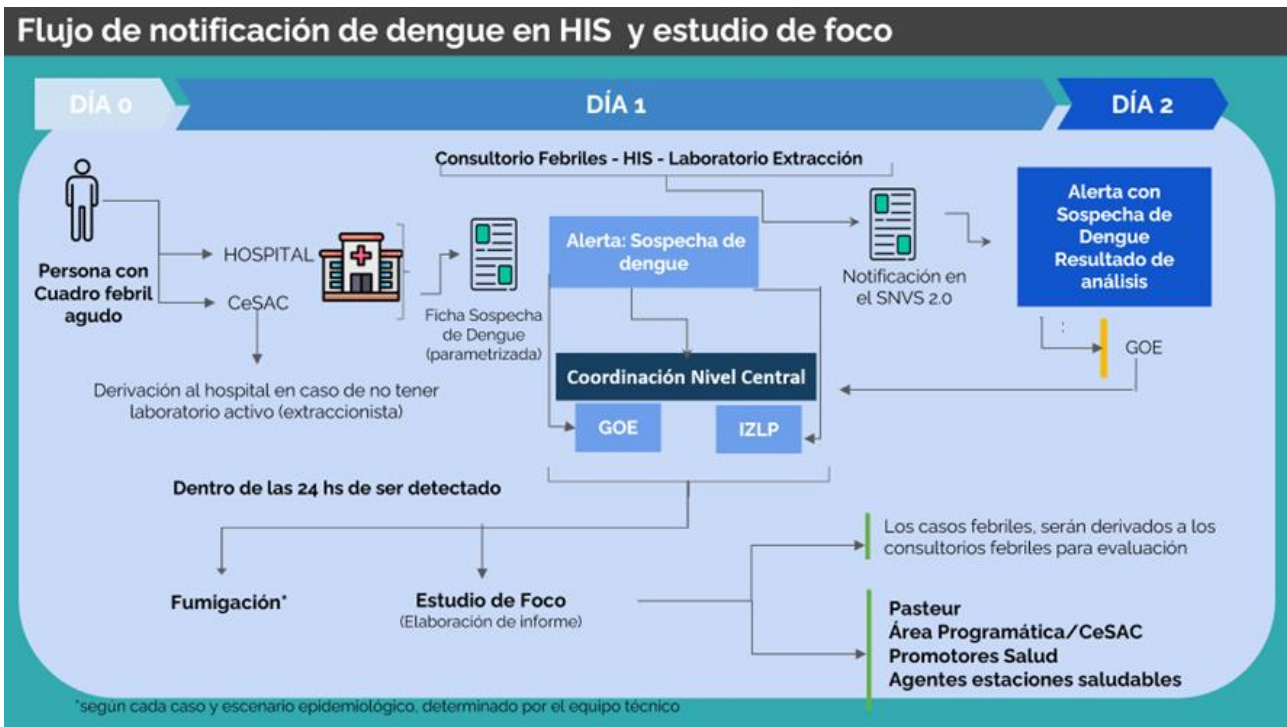 Flujo de notificación de dengue en HIS y estudio de foco
DÍA 0
DÍA 1
DÍA 2
Consultorio Febriles - HIS - Laboratorio Extracción
Persona con
Cuadro febril
agudo
HOSPITAL
CeSAC
Derivación al hospital en caso de no tener
laboratorio activo (extraccionista)
Ficha Sospecha
de Dengue
(parametrizada)
Alerta: Sospecha de
dengue
Coordinación Nivel Central
GOE
IZLP
Notificación en
el SNVS 2.0
Alerta con
Sospecha de
Dengue
Resultado de
análisis
:
GOE
Dentro de las 24 hs de ser detectado
Fumigación*
Estudio de Foco
(Elaboración de informe)
Los casos febriles, serán derivados a los
consultorios febriles para evaluación
Pasteur
Área Programática/CeSAC
Promotores Salud
Agentes estaciones saludables
*según cada caso y escenario epidemiológico, determinado por el equipo técnico